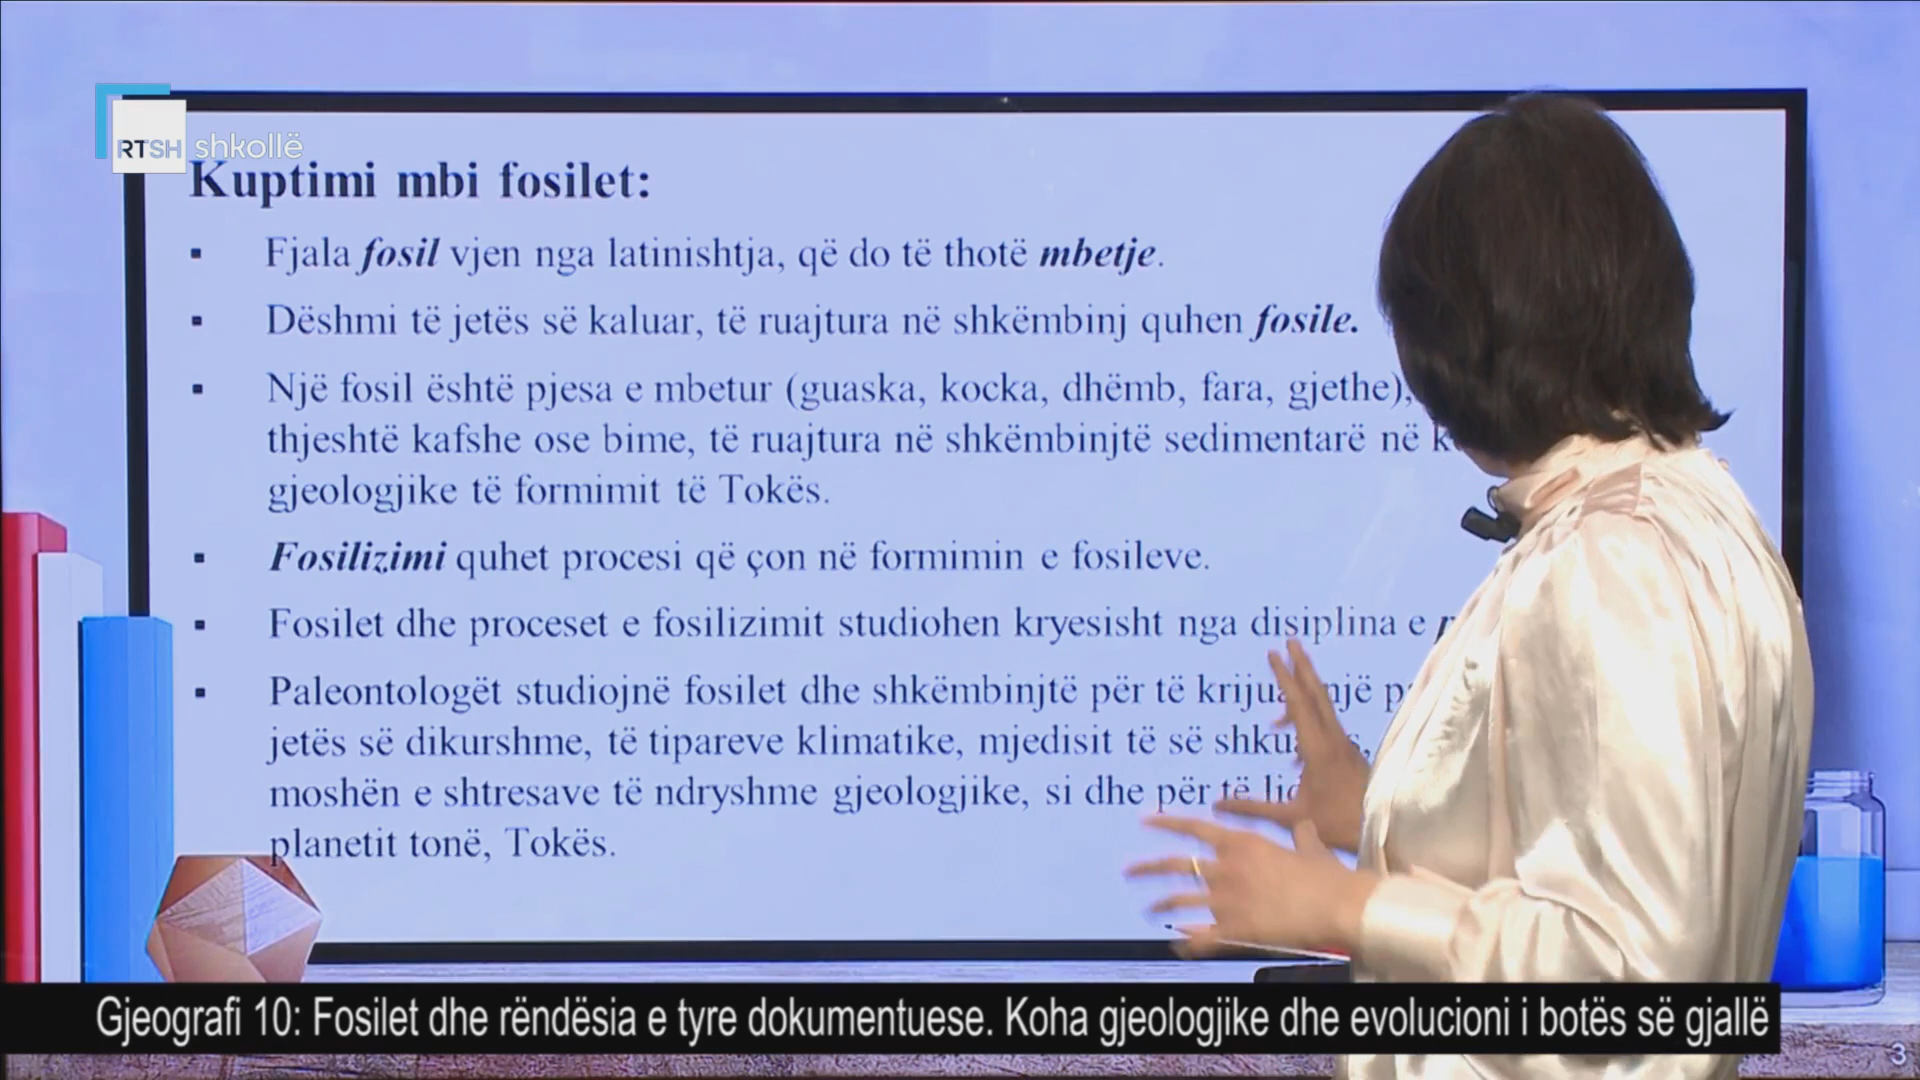 RTSH shkollë
Kuptimi mbi fosilet:
Fjala fosil vjen nga latinishtja, që do të thotë mbetje.
Dëshmi të jetës së kaluar, të ruajtura në shkëmbinj quhen fosile.
Një fosil është pjesa e mbetur (guaska, kocka, dhëmb, fara, gjethe),
thjeshtë kafshe ose bime, të ruajtura në shkëmbinjtë sedimentarë në
gjeologjike të formimit të Tokës.
Fosilizimi quhet procesi që çon në formimin e fosileve.
Fosilet dhe proceset e fosilizimit studiohen kryesisht nga disiplina e
Paleontologët studiojnë fosilet dhe shkëmbinjtë për të një
jetës së dikurshme, të tipareve klimatike, mjedisit të së
moshën e shtresave të ndryshme gjeologjike, si dhe për të
planetit tonë, Tokës.
Gjeografi 10: Fosilet dhe rëndësia e tyre dokumentuese. Koha gjeologjike dhe evolucioni i botës së gjallë
3